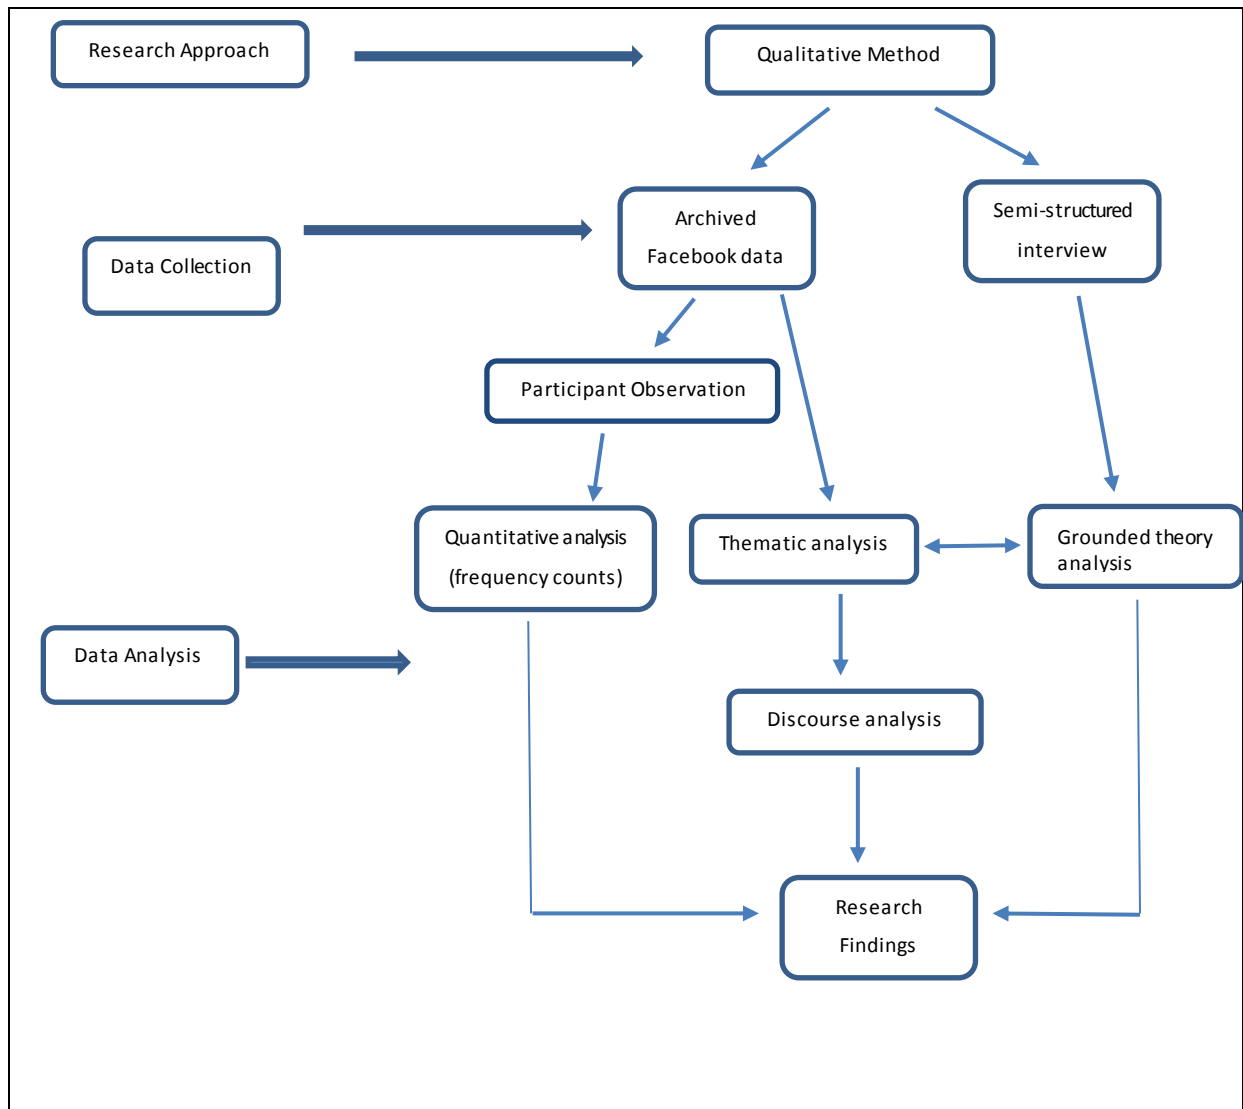 Research Approach
Qualitative Method
Archived
Facebook data
Semi-structured
interview
Data Collection
Participant Observation
Quantitative analysis
(frequency counts)
Thematic analysis
Grounded theory
analysis
Data Analysis
Discourse analysis
Research
Findings